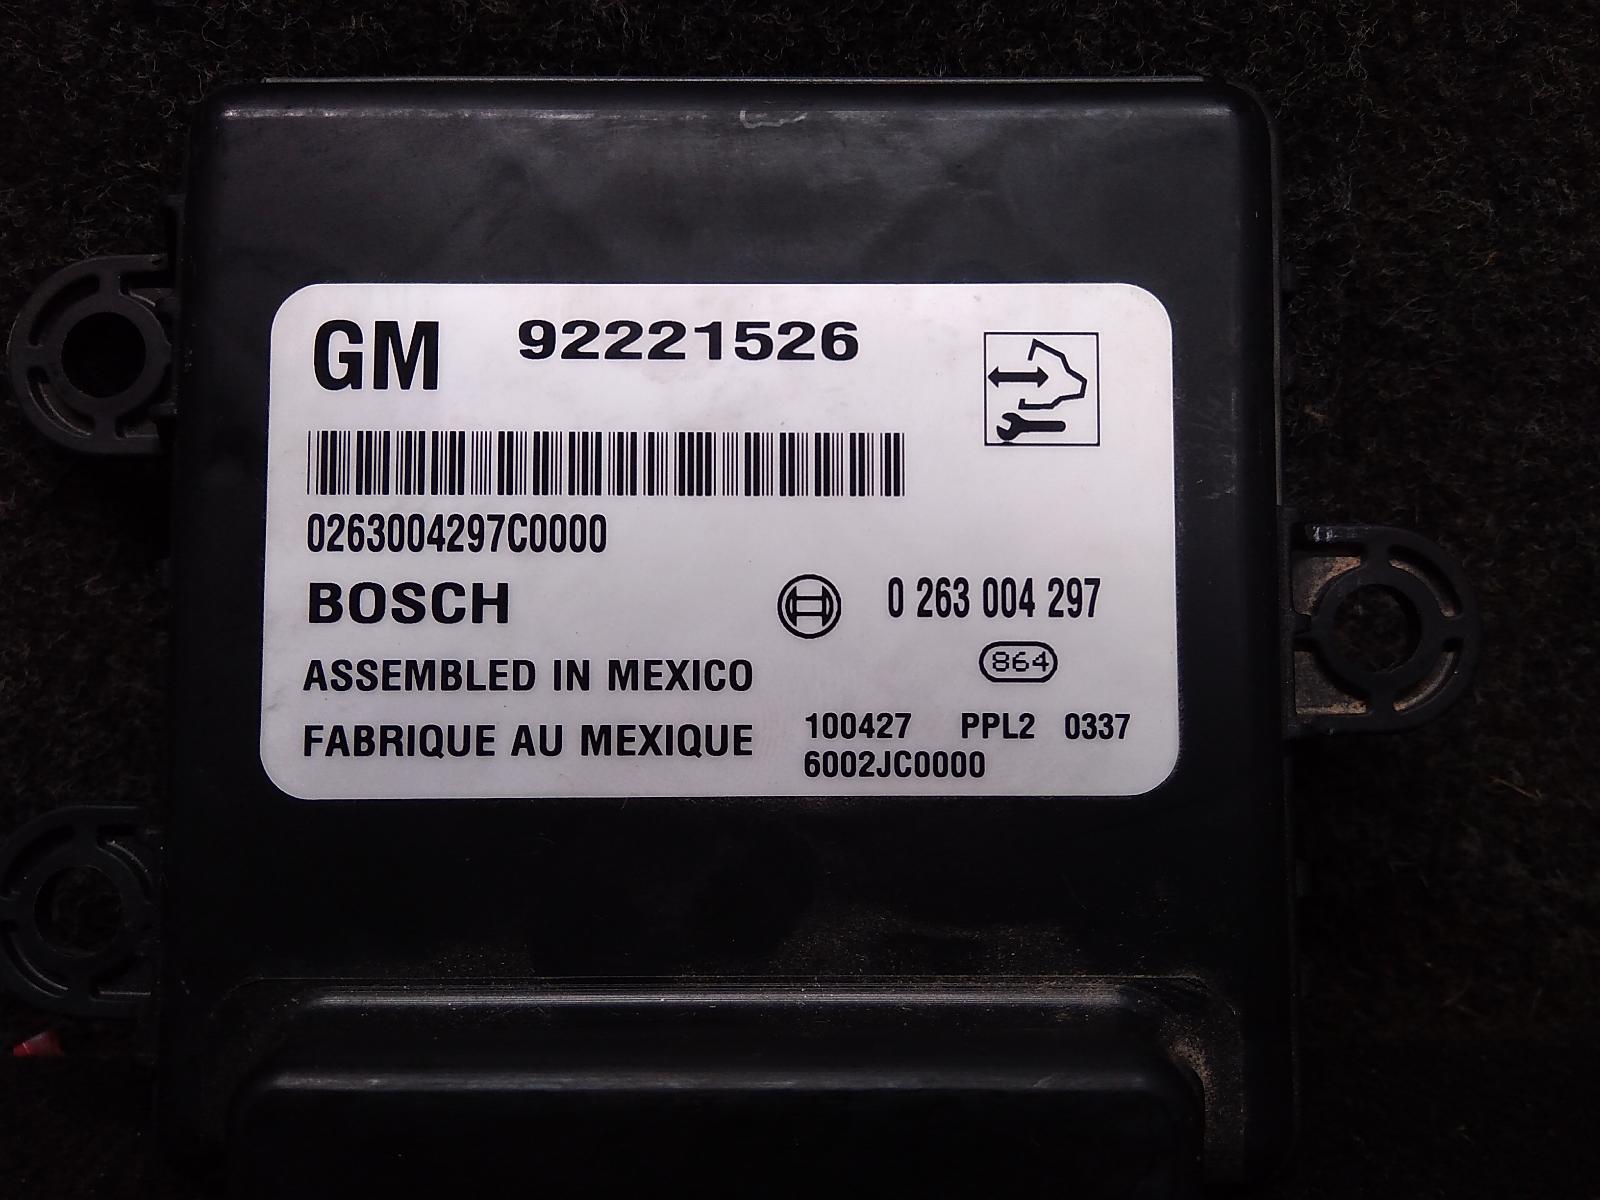 GM 92221526
0263004297C0000
BOSCH 0 263 004 297
864
ASSEMBLED IN MEXICO
FABRIQUE AU MEXIQUE 100427 PPL2 0337
6002JC0000